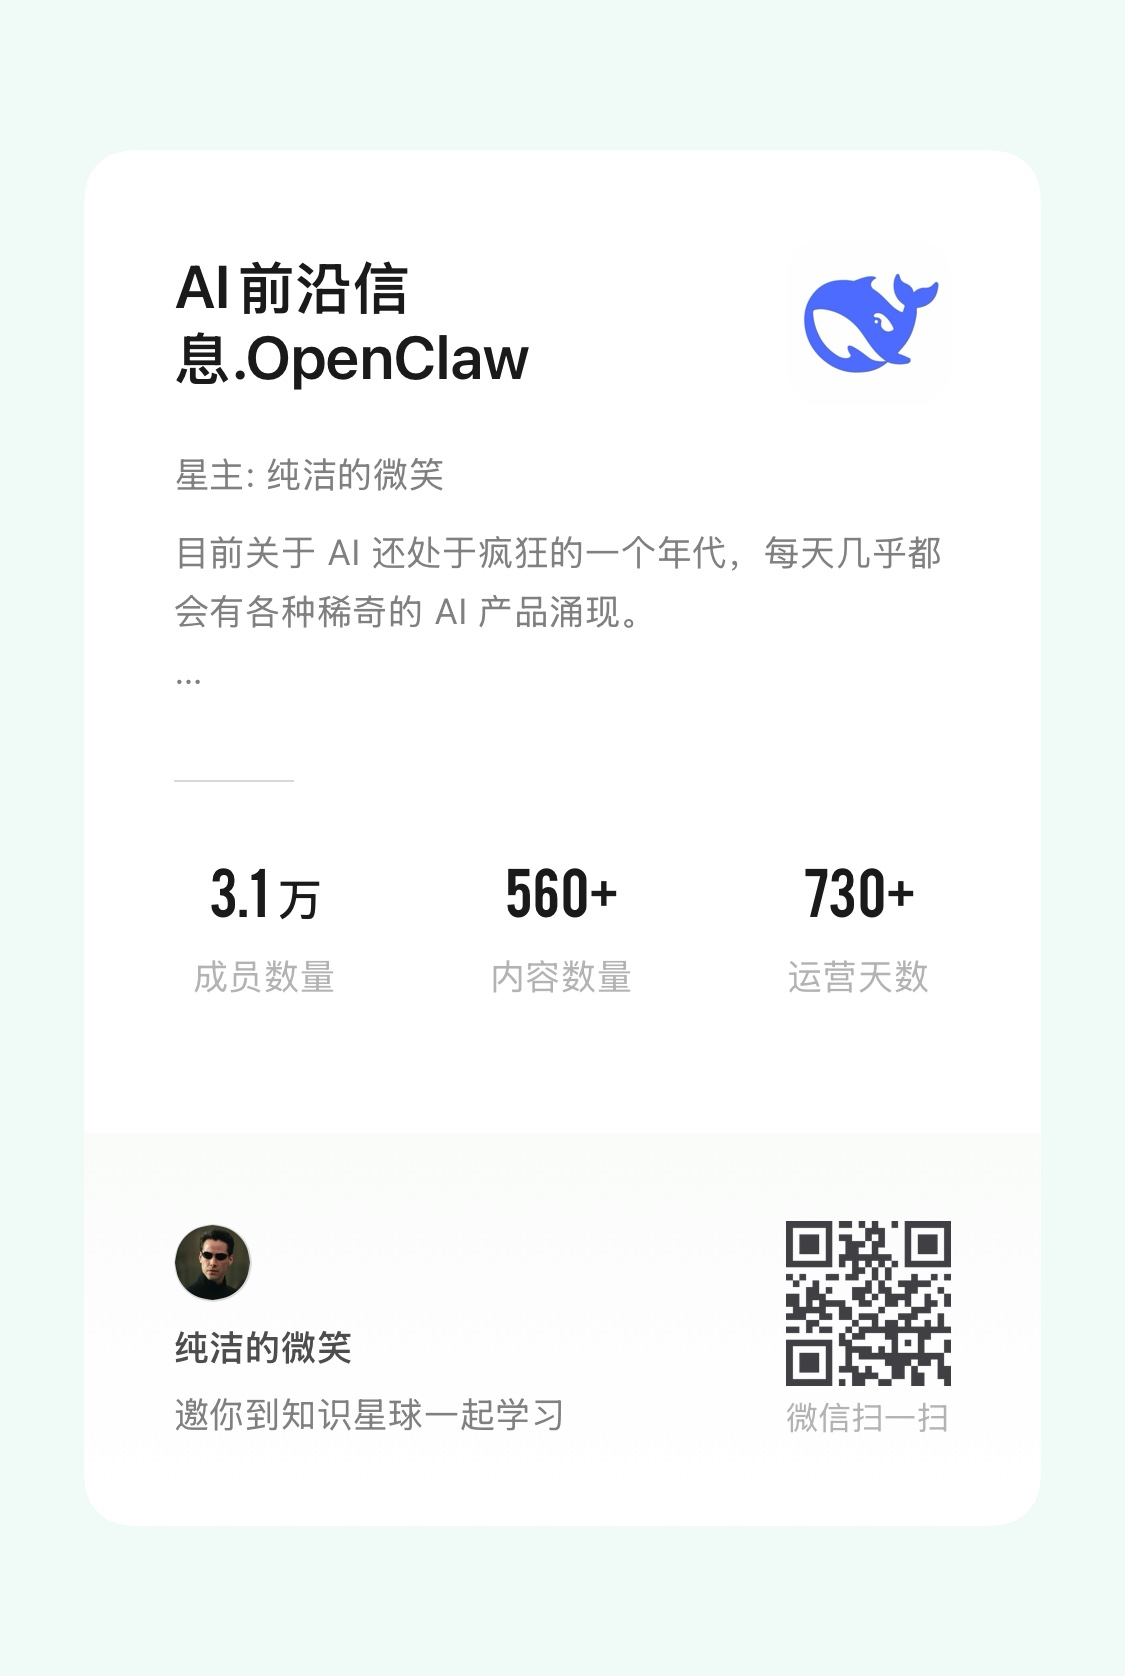 AI前沿信
息.OpenClaw
星主: 纯洁的微笑
目前关于 AI 还处于疯狂的一个年代，每天几乎都
会有各种稀奇的 AI 产品涌现。
...
3.1万
560+
730+
成员数量
内容数量
运营天数
纯洁的微笑
邀你到知识星球一起学习
微信扫一扫